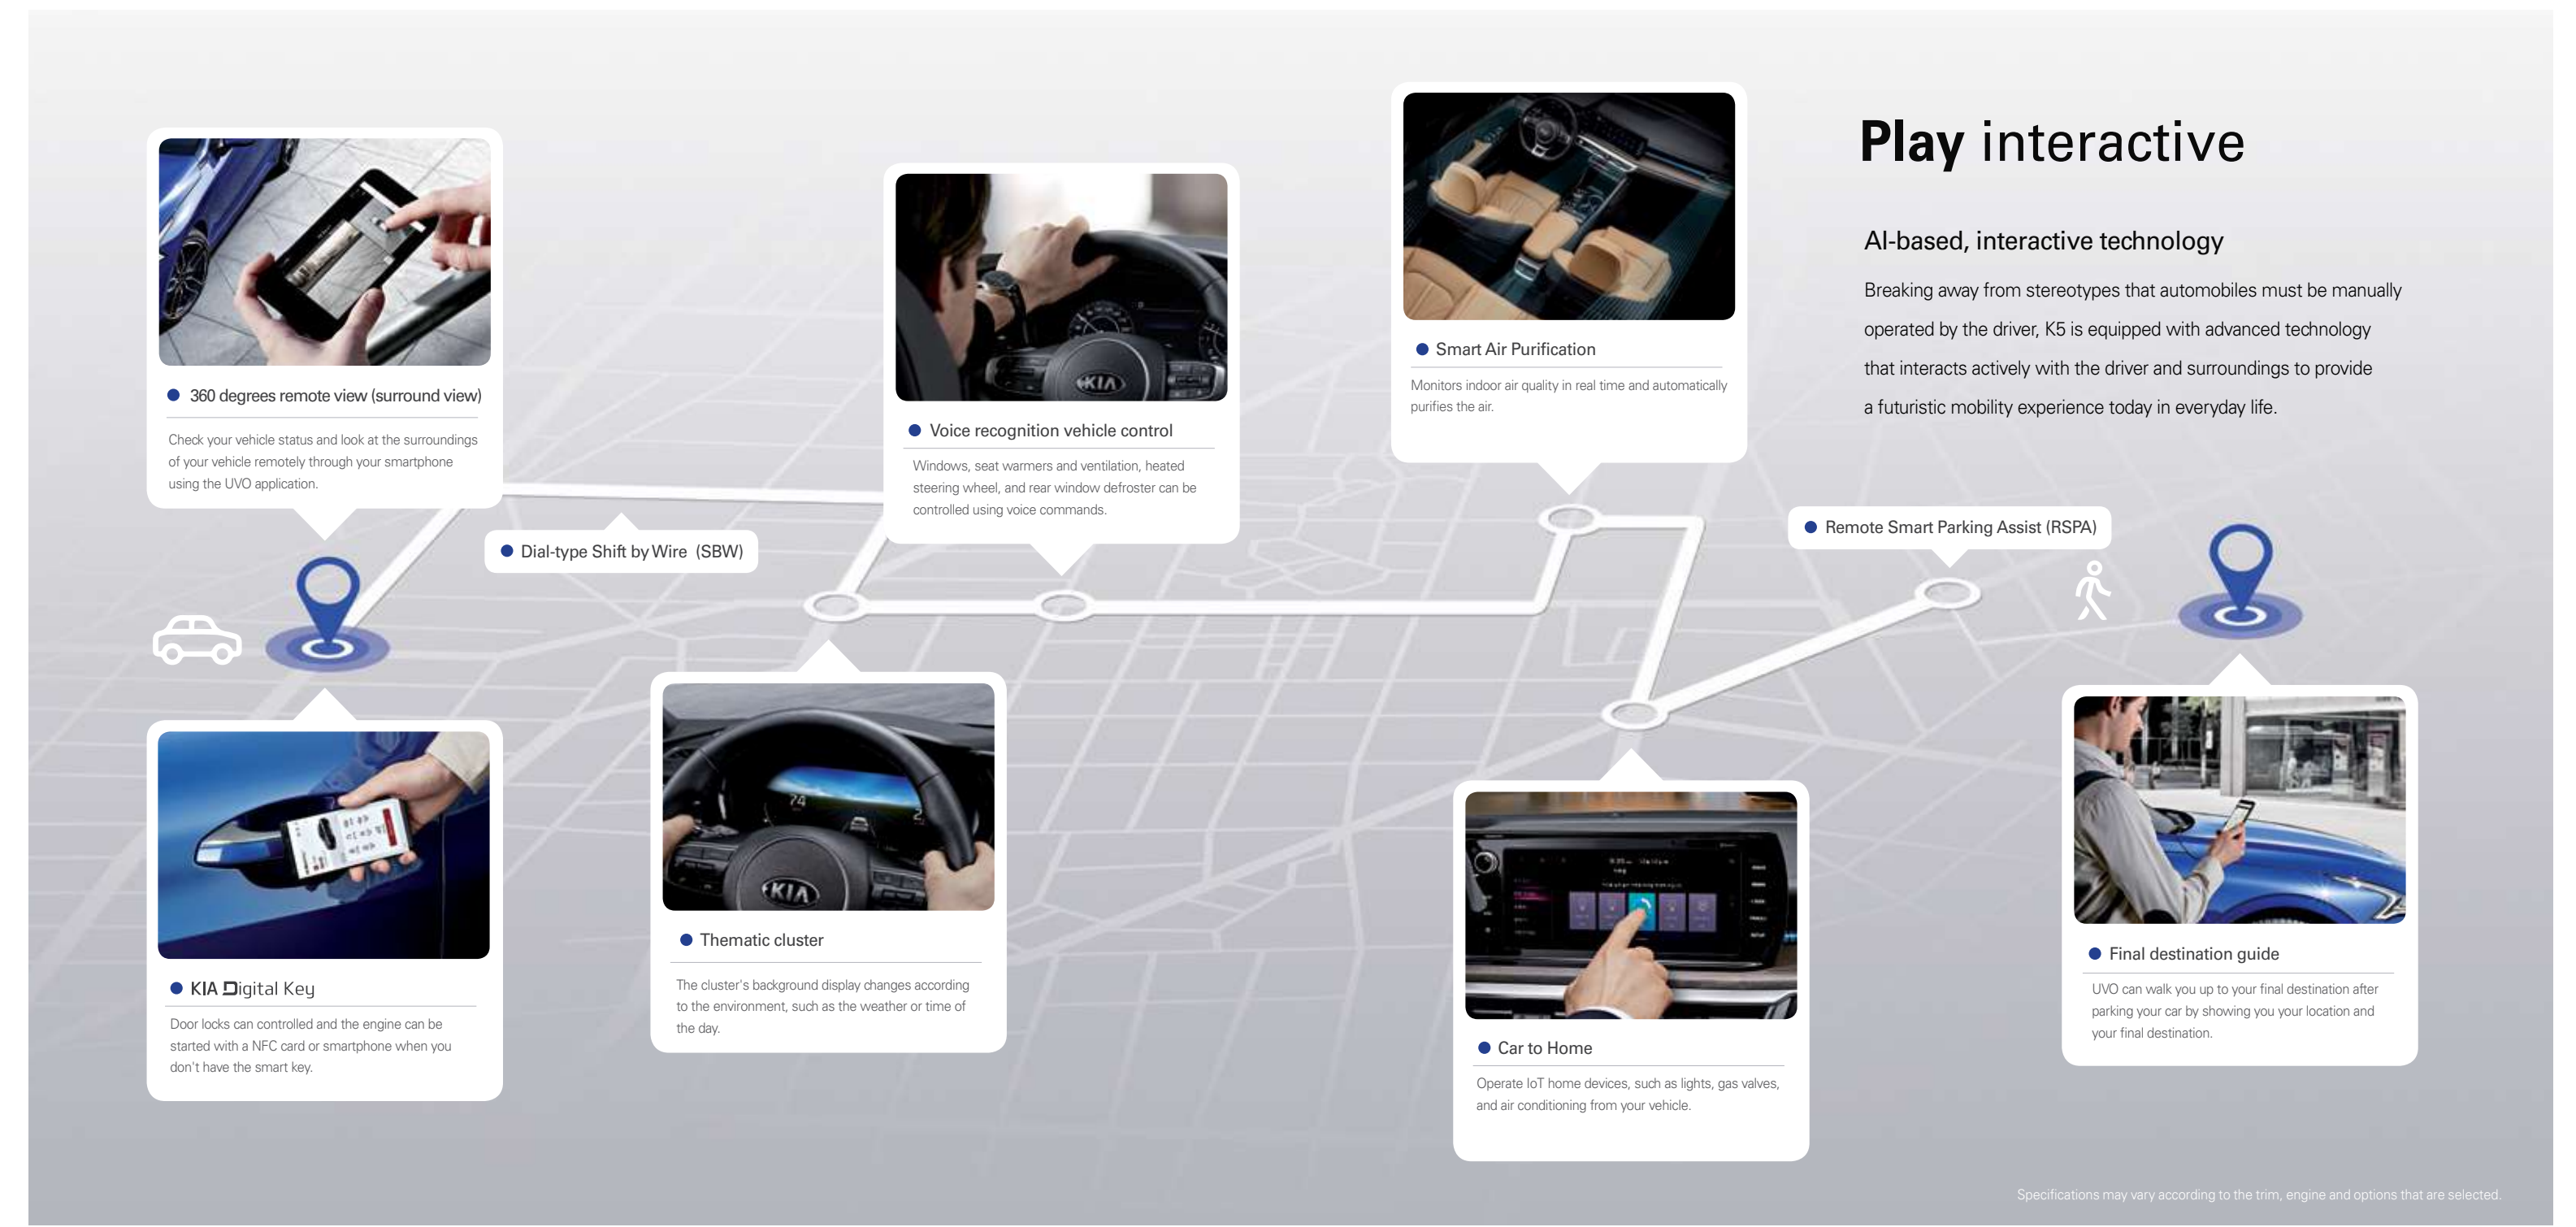 Play interactive
AI-based, interactive technology
Breaking away from stereotypes that automobiles must be manually
operated by the driver, K5 is equipped with advanced technology
that interacts actively with the driver and surroundings to provide
a futuristic mobility experience today in everyday life.
360 degrees remote view (surround view)
Check your vehicle status and look at the surroundings
of your vehicle remotely through your smartphone
using the UVO application.
Dial-type Shift by Wire (SBW)
KIA
Voice recognition vehicle control
Windows, seat warmers and ventilation, heated
steering wheel, and rear window defroster can be
controlled using voice commands.
Smart Air Purification
Monitors indoor air quality in real time and automatically
purifies the air.
Remote Smart Parking Assist (RSPA)
KIA Digital Key
Door locks can controlled and the engine can be
started with a NFC card or smartphone when you
don't have the smart key.
74
2
KIA
Thematic cluster
The cluster's background display changes according
to the environment, such as the weather or time of
the day.
Car to Home
Operate IoT home devices, such as lights, gas valves,
and air conditioning from your vehicle.
Final destination guide
UVO can walk you up to your final destination after
parking your car by showing you your location and
your final destination.
Specifications may vary according to the trim, engine and options that are selected.